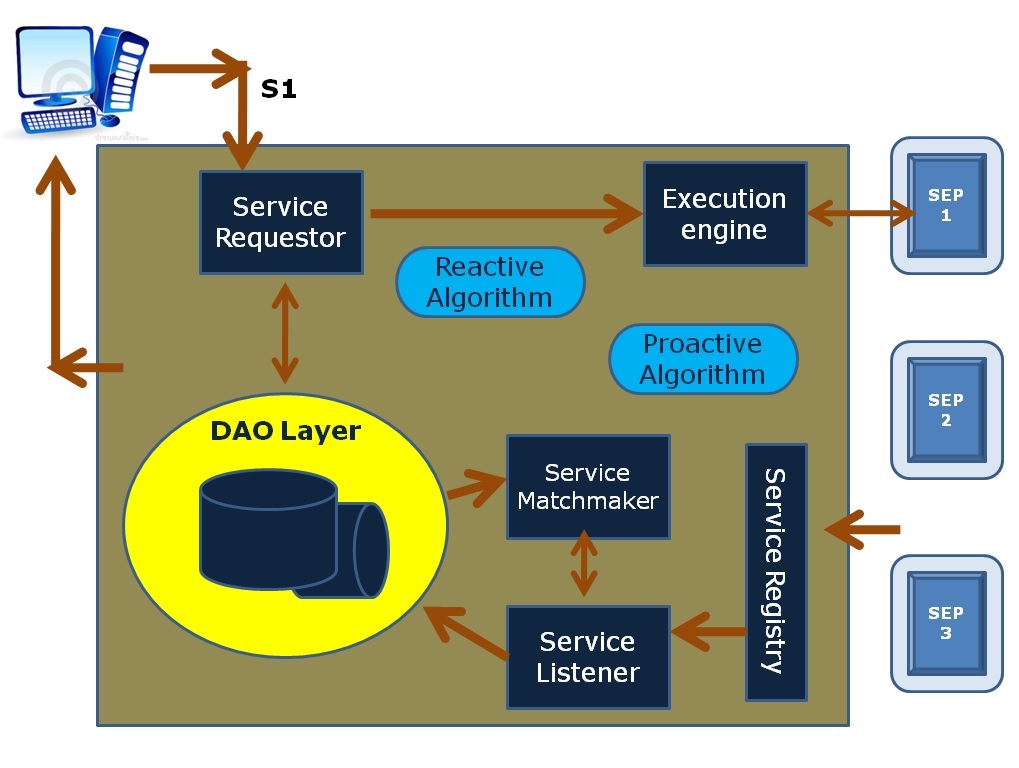 S1
Service
Requestor
Execution
engine
SEP
1
Reactive
Algorithm
Proactive
Algorithm
SEP
2
DAO Layer
Service
Matchmaker
Service Registry
Service
Listener
SEP
3